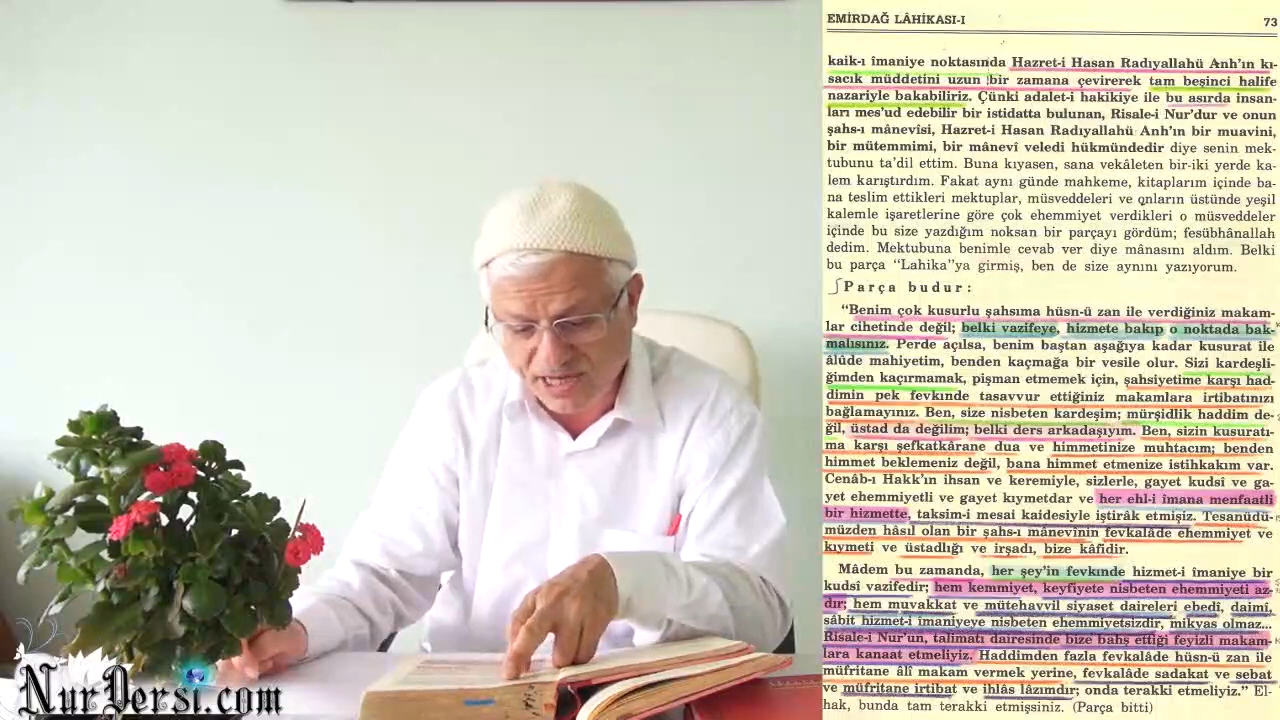 EMİRDAĞ LÂHİKASI-I 73
kaik-ı îmaniye noktasında Hazret-i Hasan Radıyallahü Anh'ın kı-
sacık müddetini uzun bir zamana çevirerek tam beşinci halife
nazariyle bakabiliriz. Çünki adalet-i hakikiye ile bu asırda insan-
ları mes'ud edebilir bir istidatta bulunan, Risale-i Nur'dur ve onun
şahs-ı mânevîsi, Hazret-i Hasan Radıyallahü Anh'ın bir muavini,
bir mütemmimi, bir mânevî veledi hükmündedir diye senin mek-
tubunu ta'dil ettim. Buna kıyasen, sana vekâleten bir-iki yerde ka-
lem karıştırdım. Fakat aynı günde mahkeme, kitaplarım içinde ba-
na teslim ettikleri mektuplar, müsveddeleri ve onların üstünde yeşil
kalemle işaretlerine göre çok ehemmiyet verdikleri o müsveddeler
içinde bu size yazdığım noksan bir parçayı gördüm; fesübhânallah
dedim. Mektubuna benimle cevab ver diye mânasını aldım. Belki
bu parça "Lahika"ya girmiş, ben de size aynını yazıyorum.
Parça budur:
"Benim çok kusurlu şahsıma hüsn-ü zan ile verdiğiniz makam-
lar cihetinde değil; belki vazifeye, hizmete bakıp o noktada bak-
malısınız. Perde açılsa, benim baştan aşağıya kadar kusurat ile
âlûde mahiyetim, benden kaçmağa bir vesile olur. Sizi kardeşli-
ğimden kaçırmamak, pişman etmemek için, şahsiyetime karşı had-
dimin pek fevkınde tasavvur ettiğiniz makamlara irtibatınızı
bağlamayınız. Ben, size nisbeten kardeşim; mürşidlik haddim de-
ğil, üstad da değilim; belki ders arkadaşıyım. Ben, sizin kusuratı-
ma karşı şefkatkârane dua ve himmetinize muhtacım; benden
himmet beklemeniz değil, bana himmet etmenize istihkakım var.
Cenâb-ı Hakk'ın ihsan ve keremiyle, sizlerle, gayet kudsî ve ga-
yet ehemmiyetli ve gayet kıymetdar ve her ehl-i îmana menfaatli
bir hizmette, taksim-i mesai kaidesiyle iştirâk etmişiz. Tesanüdü-
müzden hâsıl olan bir şahs-ı mânevînin fevkalâde ehemmiyet ve
kıymeti ve üstadlığı ve irşadı, bize kâfidir.
Mâdem bu zamanda, her şey'in fevkınde hizmet-i îmaniye bir
kudsî vazifedir; hem kemmiyet, keyfiyete nisbeten ehemmiyeti az-
dır; hem muvakkat ve mütehavvil siyaset daireleri ebedî, daimî,
sâbit hizmet-i îmaniyeye nisbeten ehemmiyetsizdir, mikyas olmaz...
Risale-i Nur'un, talimatı dairesinde bize bahş ettiği feyizli makam-
lara kanaat etmeliyiz. Haddimden fazla fevkalâde hüsn-ü zan ile
müfritane âlî makam vermek yerine, fevkalâde sadakat ve sebat
ve müfritane irtibat ve ihlâs lâzımdır; onda terakki etmeliyiz." El-
hak, bunda tam terakki etmişsiniz. (Parça bitti)
NurDersi.com